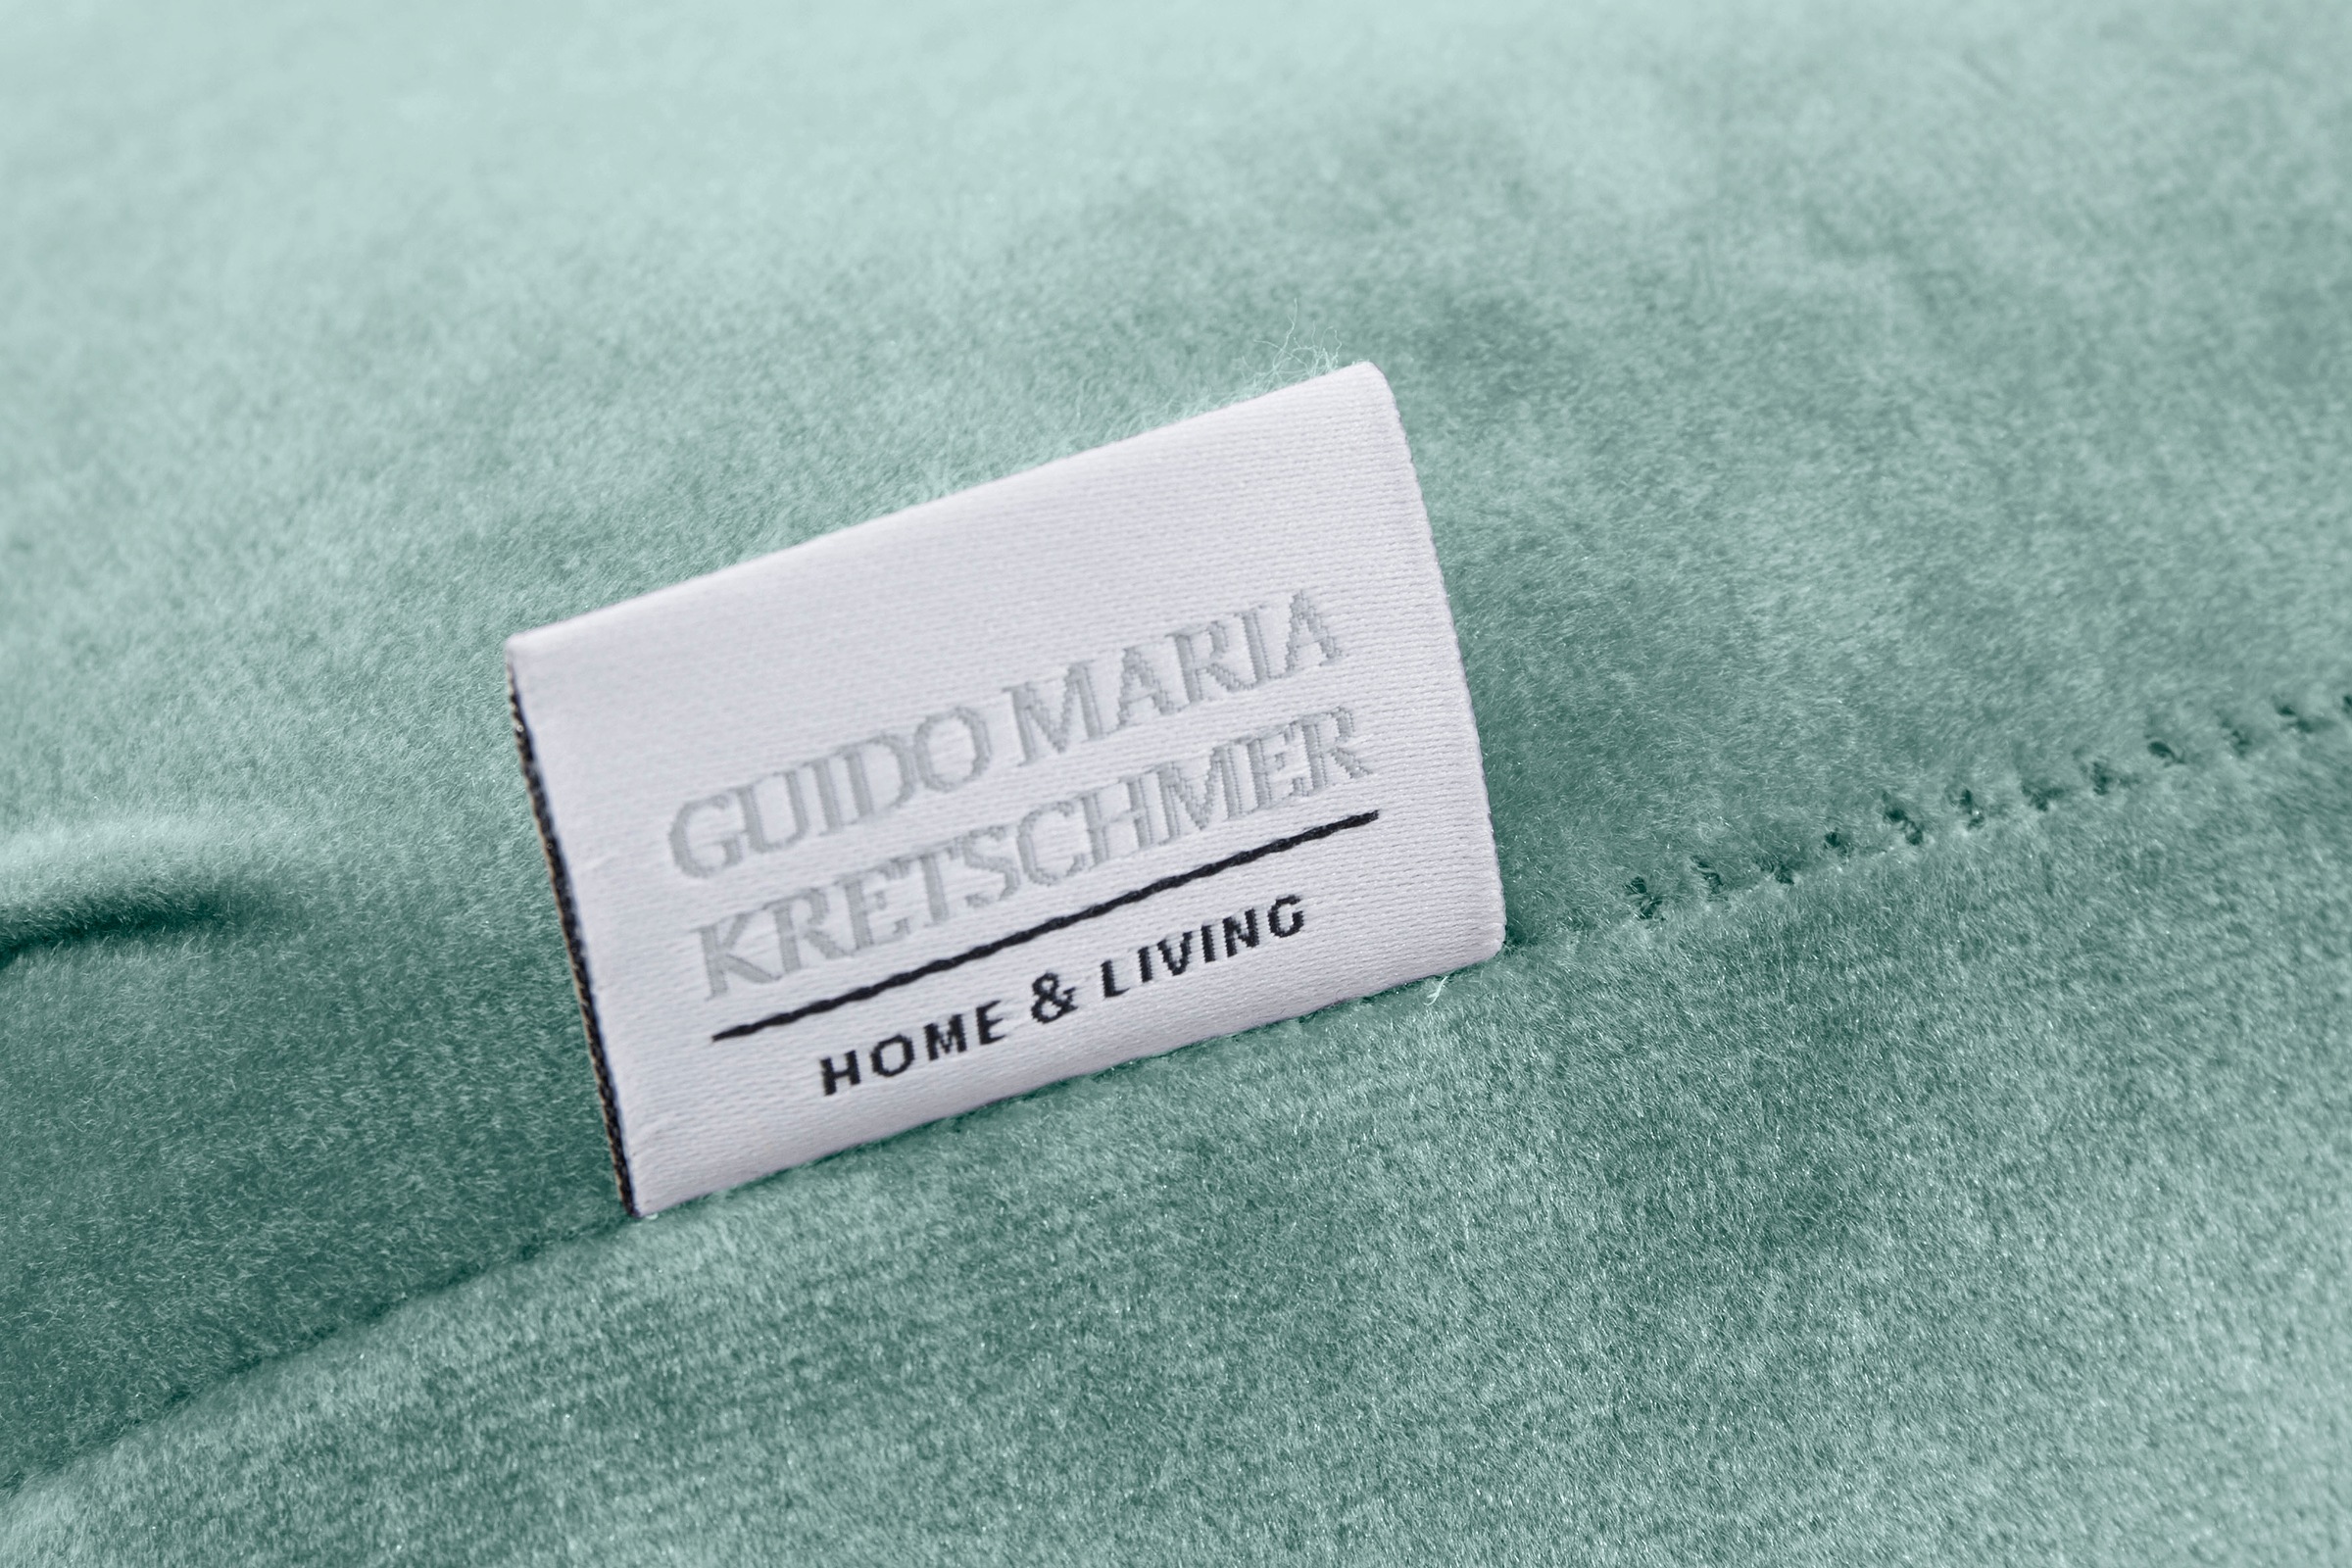 GUIDO MARIA
KRETSCHMER
HOME & LIVING